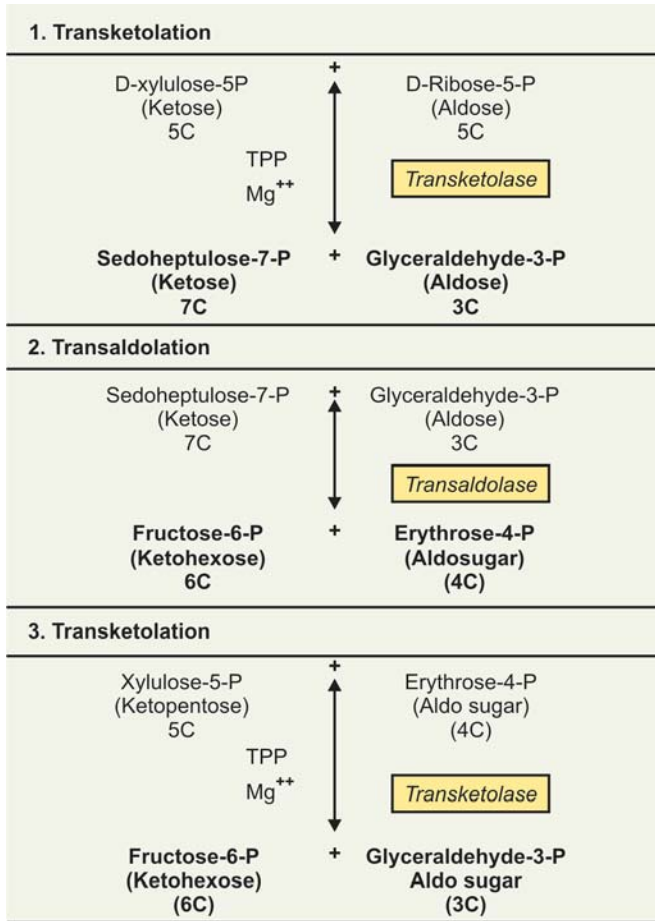 1. Transketolation
D-xylulose-5P + D-Ribose-5-P
(Ketose) (Aldose)
5C 5C
TPP
Mg++ Transketolase
Sedoheptulose-7-P + Glyceraldehyde-3-P
(Ketose) (Aldose)
7C 3C
2. Transaldolation
Sedoheptulose-7-P + Glyceraldehyde-3-P
(Ketose) (Aldose)
7C 3C
Transaldolase
Fructose-6-P + Erythrose-4-P
(Ketohexose) (Aldosugar)
6C (4C)
3. Transketolation
Xylulose-5-P + Erythrose-4-P
(Ketopentose) (Aldo sugar)
5C (4C)
TPP
Mg++ Transketolase
Fructose-6-P + Glyceraldehyde-3-P
(Ketohexose) Aldo sugar
(6C) (3C)